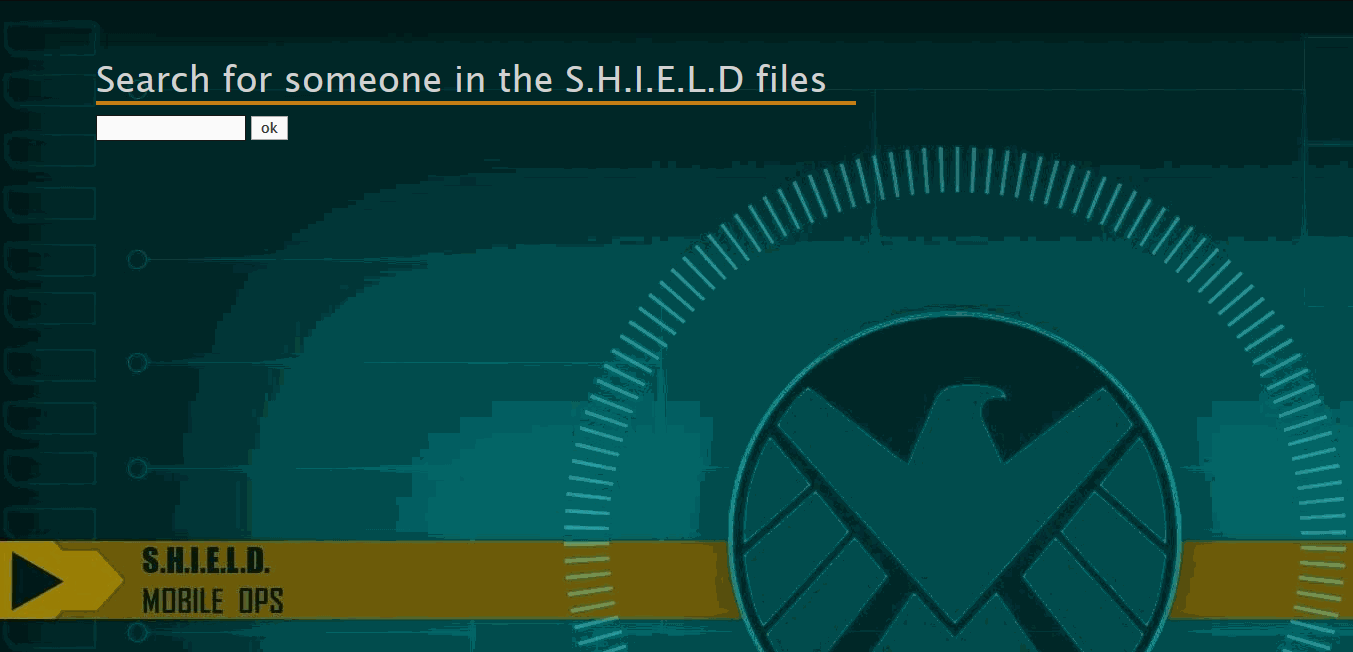 Search for someone in the S.H.I.E.L.D files
ok
S.H.I.E.L.D.
MOBILE OPS